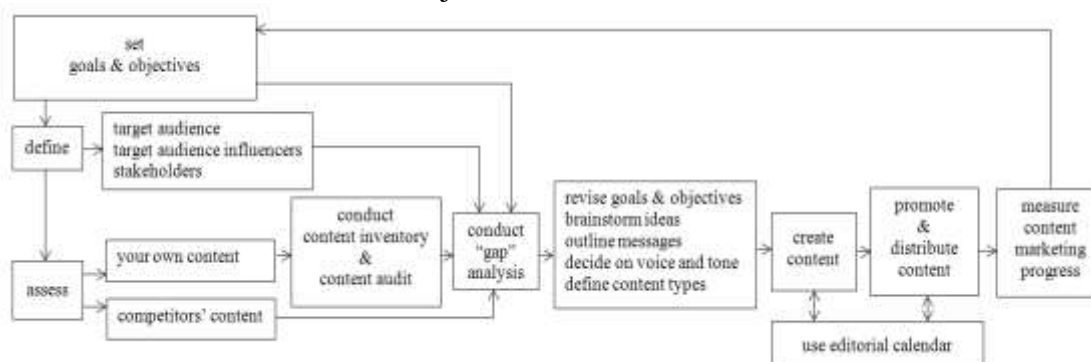 set
goals & objectives
define
target audience
target audience influencers
stakeholders
assess
your own content
competitors' content
conduct
content inventory
&
content audit
conduct
"gap"
analysis
revise goals & objectives
brainstorm ideas
outline messages
decide on voice and tone
define content types
create
content
promote
&
distribute
content
measure
content
marketing
progress
use editorial calendar